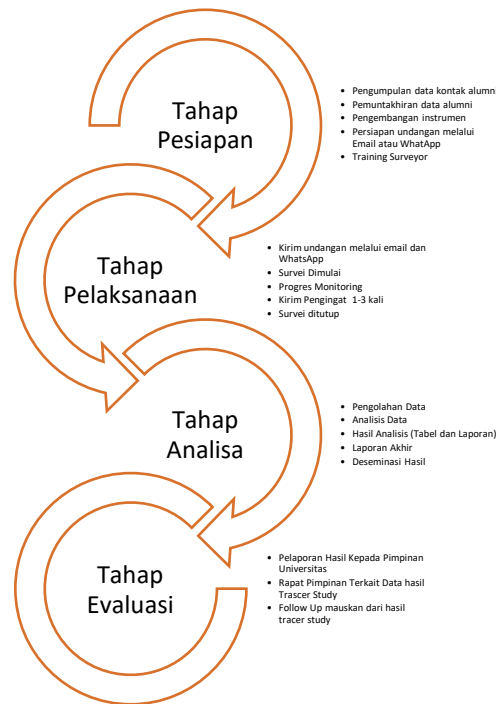 Tahap
Pesiapan
• Pengumpulan data kontak alumni
• Pemuntakhiran data alumni
• Pengembangan instrumen
• Persiapan undangan melalui
Email atau WhatApp
• Training Surveyor
Tahap
Pelaksanaan
• Kirim undangan melalui email dan
WhatsApp
• Survei Dimulai
• Progres Monitoring
• Kirim Pengingat 1-3 kali
• Survei ditutup
Tahap
Analisa
• Pengolahan Data
• Analisis Data
• Hasil Analisis (Tabel dan Laporan)
• Laporan Akhir
• Deseminasi Hasil
Tahap
Evaluasi
• Pelaporan Hasil Kepada Pimpinan
Universitas
• Rapat Pimpinan Terkait Data hasil
Trascer Study
• Follow Up mauskan dari hasil
tracer study